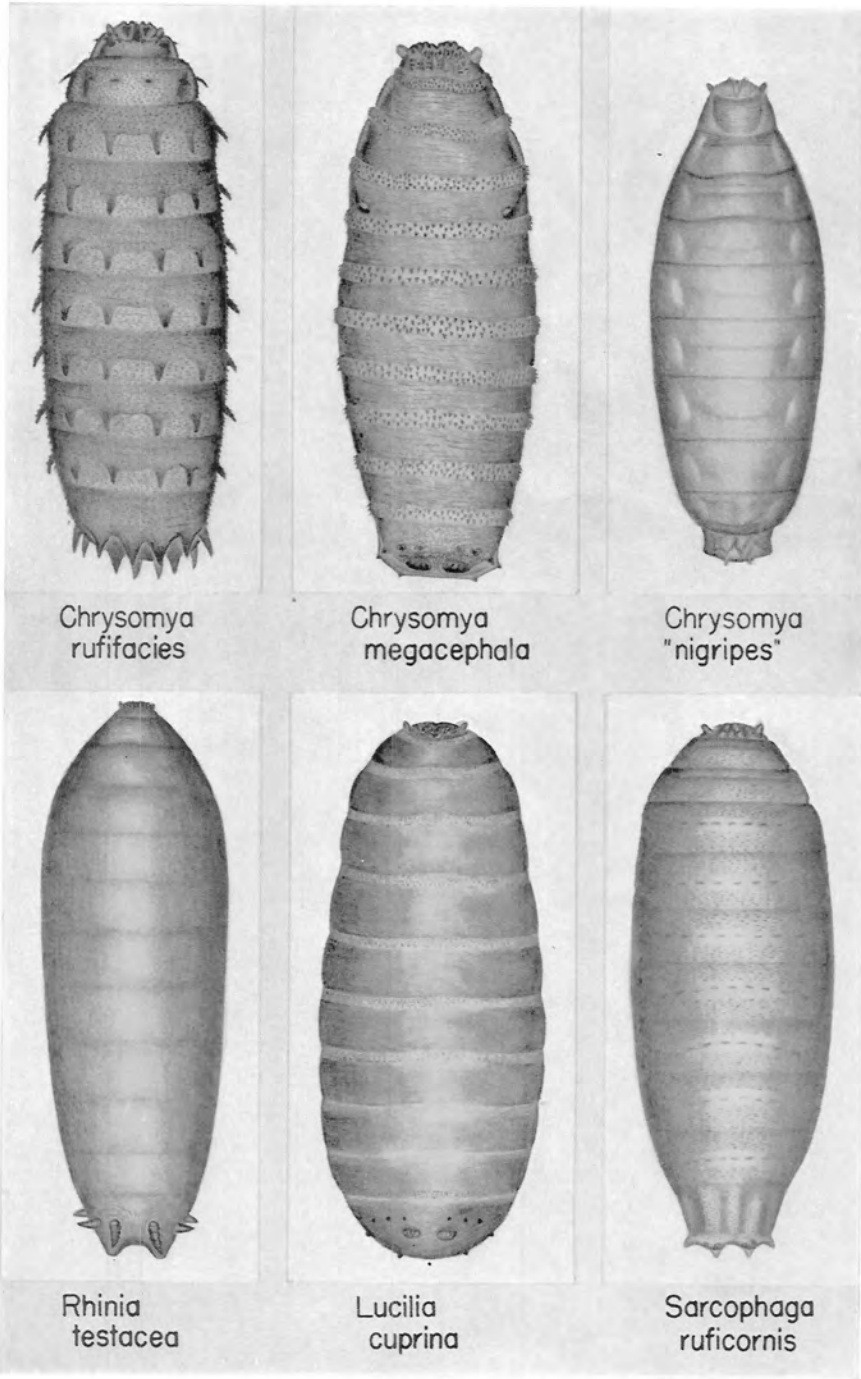 Chrysomya
rufifacies
Chrysomya
megacephala
Chrysomya
"nigripes"
Rhinia
testacea
Lucilia
cuprina
Sarcophaga
ruficornis